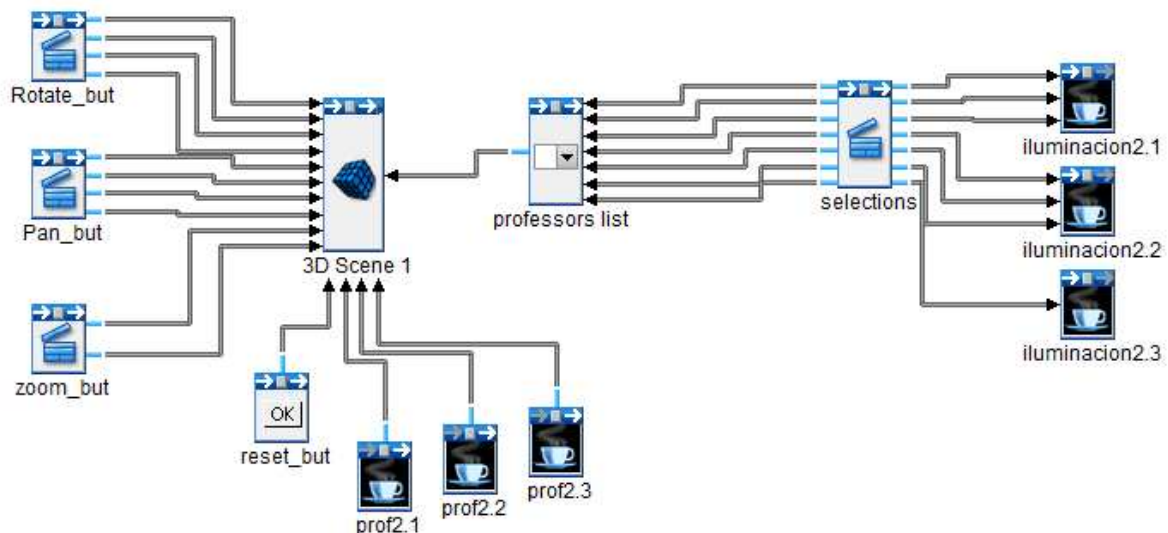 Rotate_but
Pan_but
zoom_but
3D Scene 1
OK
reset_but
prof2.1
prof2.2
prof2.3
professors list
selections
iluminacion2.1
iluminacion2.2
iluminacion2.3